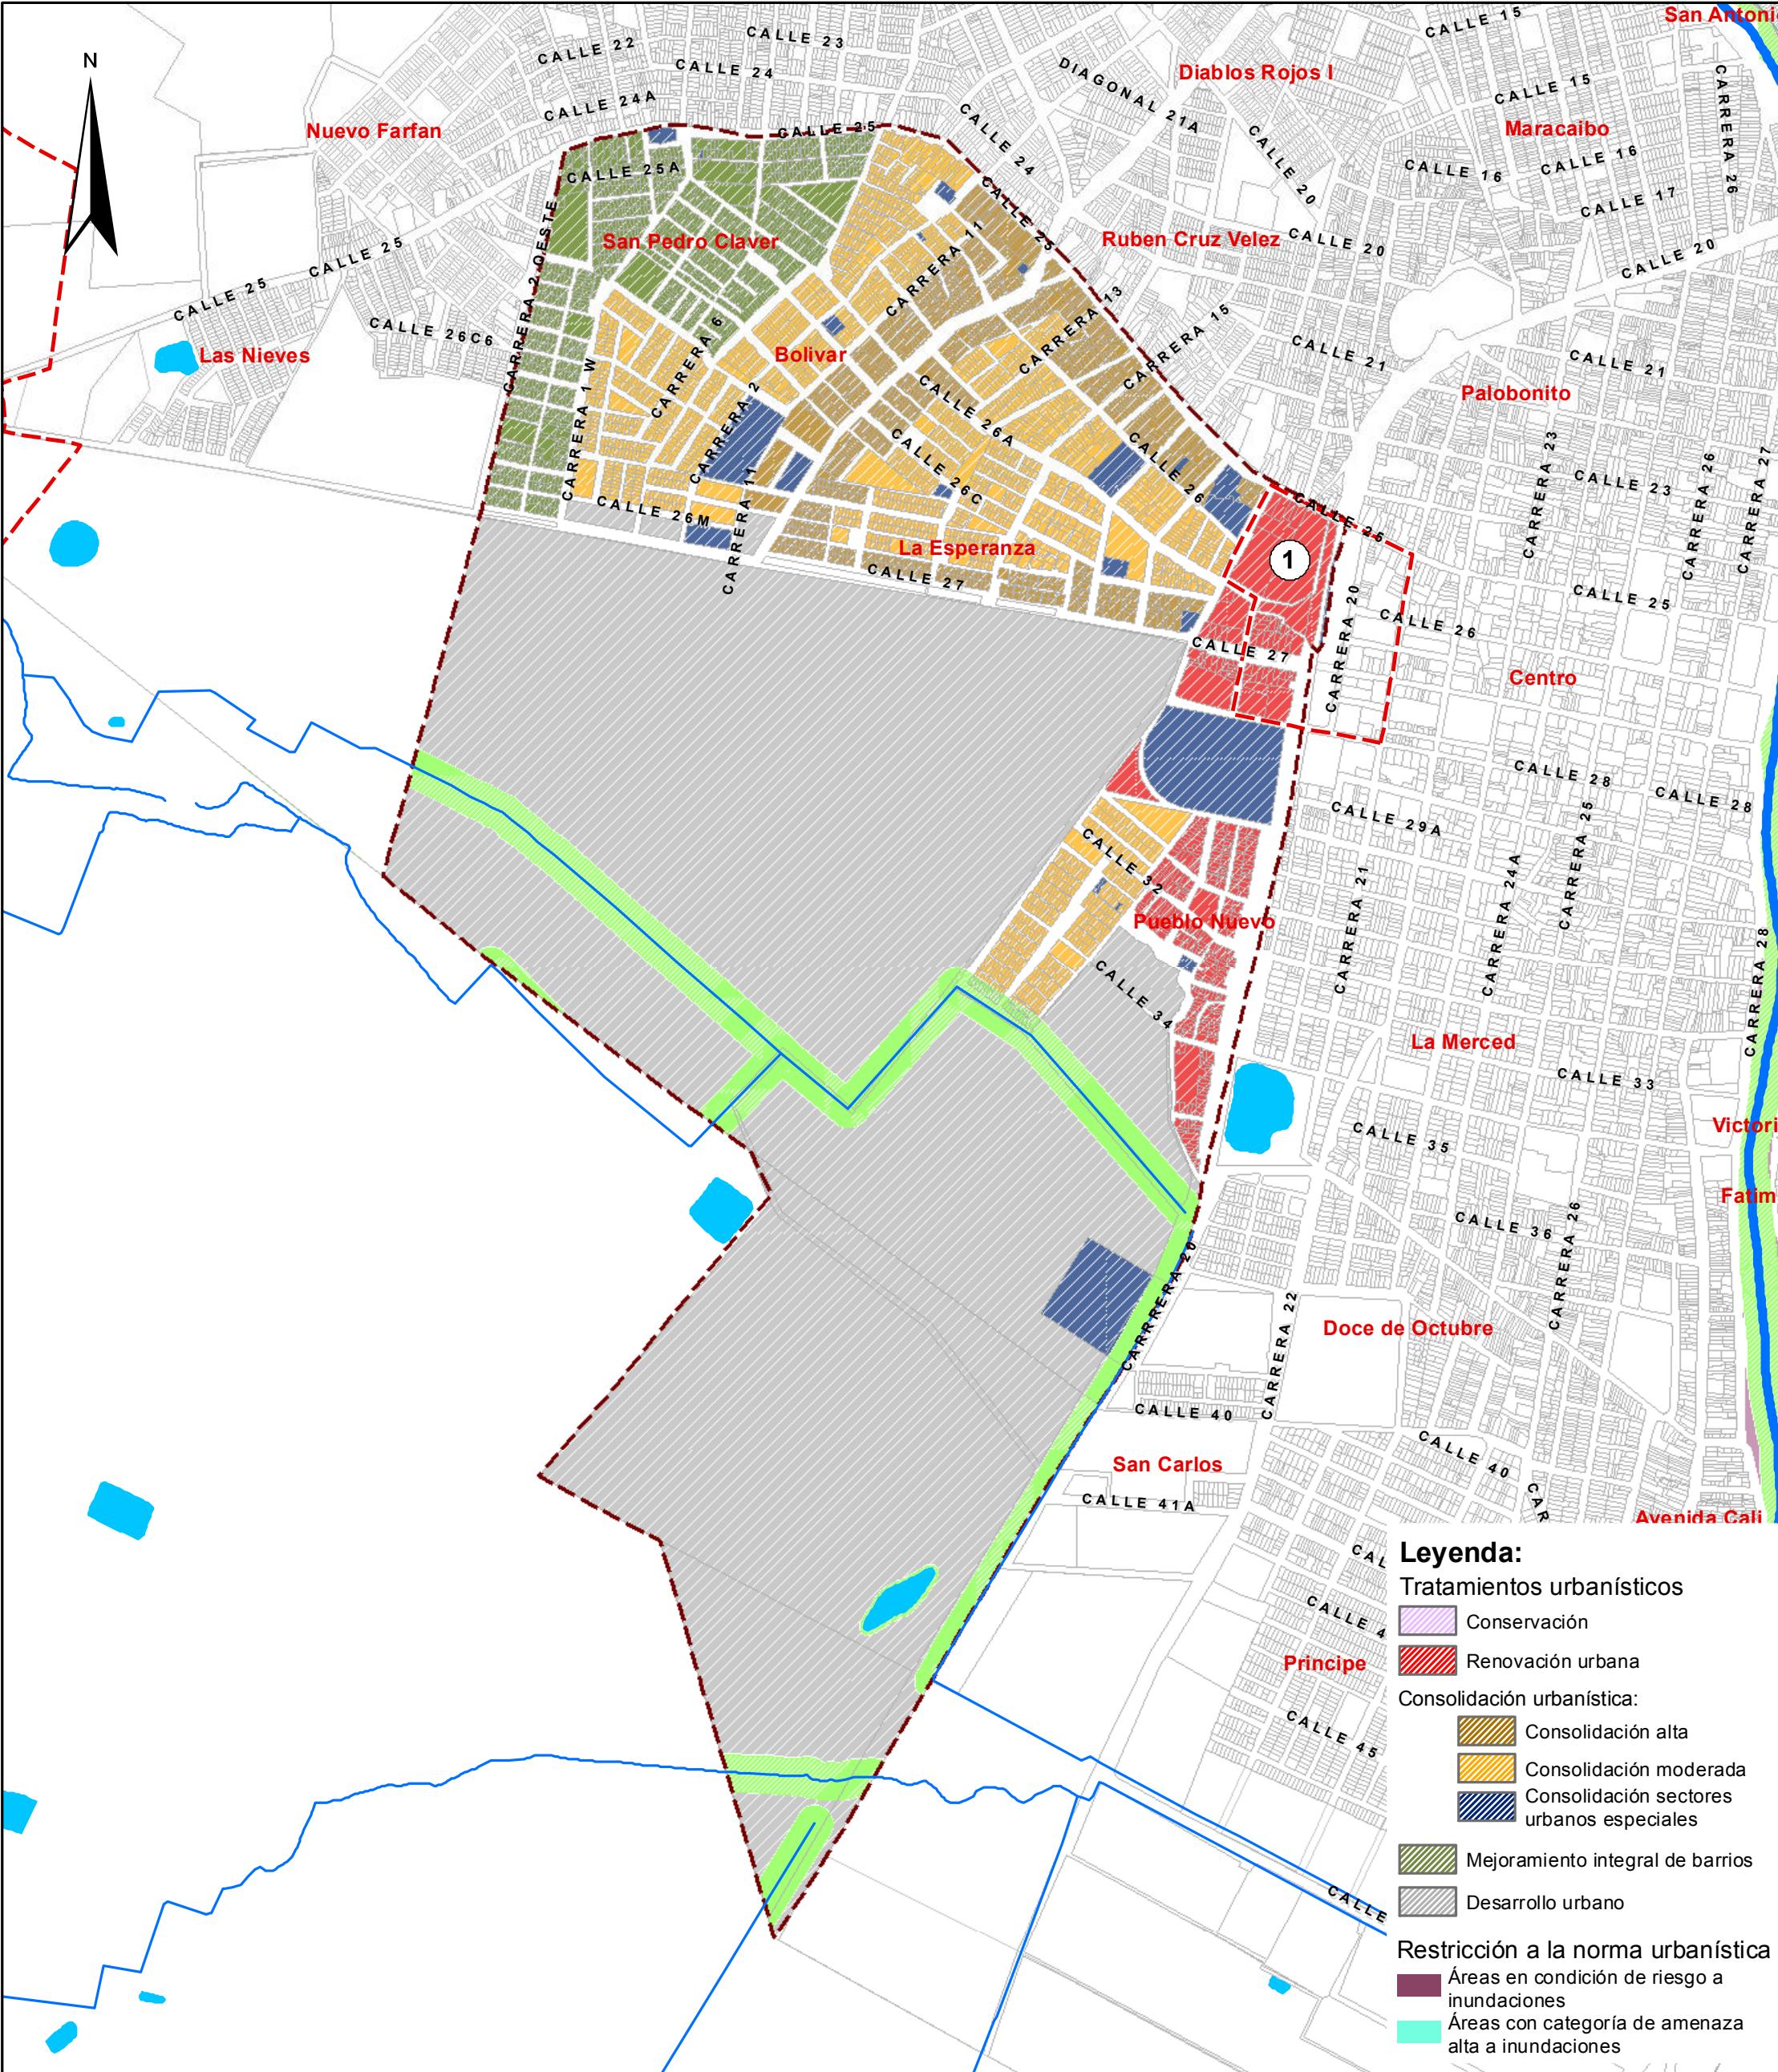 CALLE 15
San Antoni
CALLE 22
CALLE 23
N
CALLE 24
DIAGONAL 21A
Diablos Rojos I
CALLE 15
CARRERA 26
CALLE 24A
CALLE 24
CALLE 20
Maracaibo
Nuevo Farfan
CALLE 25
CALLE 16
CALLE 16
CALLE 25A
CALLE 25
CALLE 17
San Pedro Claver
Ruben Cruz Velez
CALLE 20
CALLE 20
CALLE 25
CARRERA 2 OESTE
CARRERA 11
CALLE 25
CARRERA 13
CARRERA 15
CALLE 26C6
Las Nieves
CARRERA 6
Bolivar
CALLE 21
CALLE 21
CARRERA 1 W
CARRERA 2
CALLE 26A
Palobonito
CALLE 26C
CALLE 26
CARRERA 23
CALLE 23
CARRERA 26
CARRERA 27
CALLE 26M
CARRERA 11
CALLE 25
La Esperanza
1
CALLE 27
CARRERA 20
CALLE 25
CALLE 26
CALLE 27
Centro
CALLE 28
CALLE 28
CALLE 29A
CARRERA 25
CALLE 32
CARRERA 21
CARRERA 24A
Pueblo Nuevo
CALLE 34
CARRERA 28
La Merced
CALLE 33
CALLE 35
Victori
Fatim
CALLE 36
CARRERA 26
CARRERA 20
CARRERA 22
Doce de Octubre
CALLE 40
CALLE 40
San Carlos
CALLE 41A
CAR
Avenida Cali
CAL
CALLE 4
Principe
CALLE 45
CALLE
Leyenda:
Tratamientos urbanísticos
Conservación
Renovación urbana
Consolidación urbanística:
Consolidación alta
Consolidación moderada
Consolidación sectores
urbanos especiales
Mejoramiento integral de barrios
Desarrollo urbano
Restricción a la norma urbanística
Áreas en condición de riesgo a
inundaciones
Áreas con categoría de amenaza
alta a inundaciones